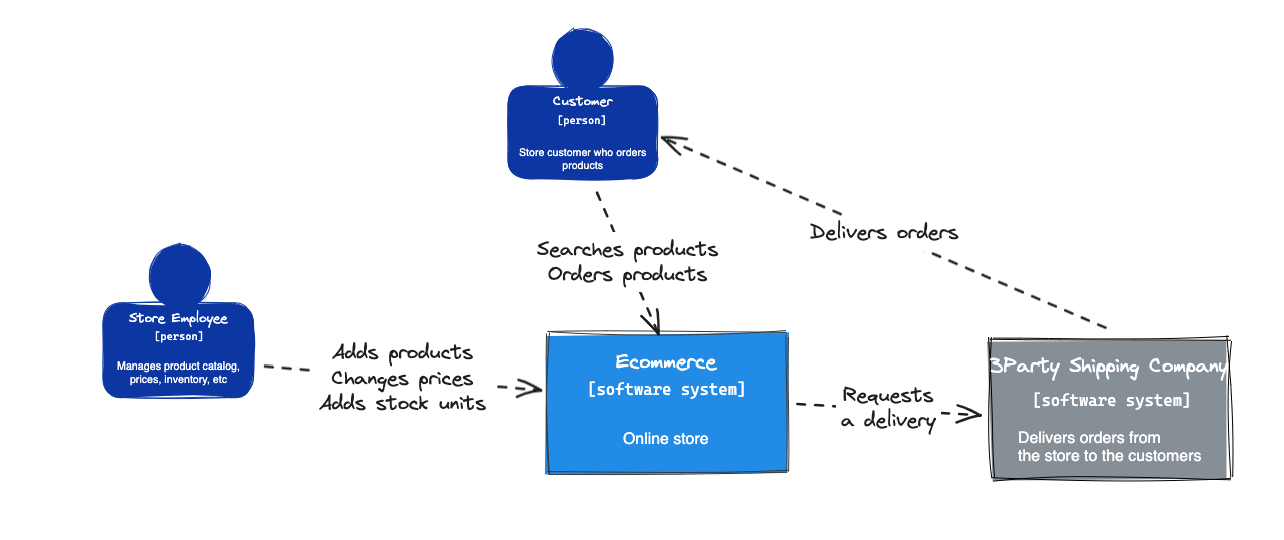 Customer
[person]
Store customer who orders
products
Searches products
Orders products
Delivers orders
Store Employee
[person]
Manages product catalog,
prices, inventory, etc
Adds products
Changes prices
Adds stock units
Ecommerce
[software system]
Online store
Requests
a delivery
3Party Shipping Company
[software system]
Delivers orders from
the store to the customers